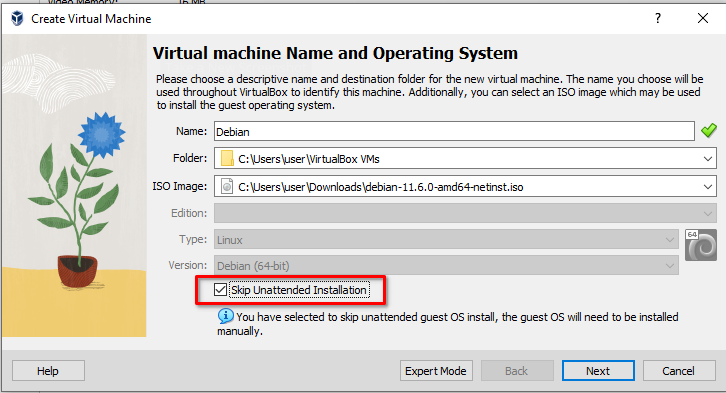 Video Memory: 16 MB
Create Virtual Machine
Virtual machine Name and Operating System
Please choose a descriptive name and destination folder for the new virtual machine. The name you choose will be
used throughout VirtualBox to identify this machine. Additionally, you can select an ISO image which may be used
to install the guest operating system.
Name: Debian
Folder: C:\Users\user\VirtualBox VMs
ISO Image: C:\Users\user\Downloads\debian-11.6.0-amd64-netinst.iso
Edition:
Type: Linux
64
Version: Debian (64-bit)
Skip Unattended Installation
You have selected to skip unattended guest OS install, the guest OS will need to be installed
manually.
Help Expert Mode Back Next Cancel